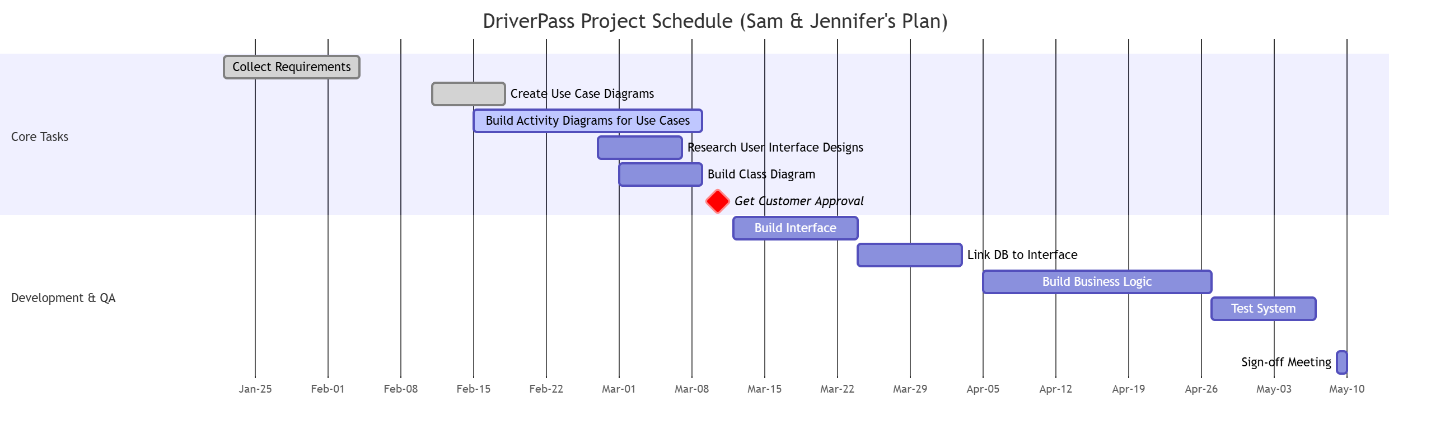 DriverPass Project Schedule (Sam & Jennifer's Plan)
Core Tasks
Collect Requirements
Create Use Case Diagrams
Build Activity Diagrams for Use Cases
Research User Interface Designs
Build Class Diagram
Get Customer Approval
Development & QA
Build Interface
Link DB to Interface
Build Business Logic
Test System
Sign-off Meeting
Jan-25 Feb-01 Feb-08 Feb-15 Feb-22 Mar-01 Mar-08 Mar-15 Mar-22 Mar-29 Apr-05 Apr-12 Apr-19 Apr-26 May-03 May-10